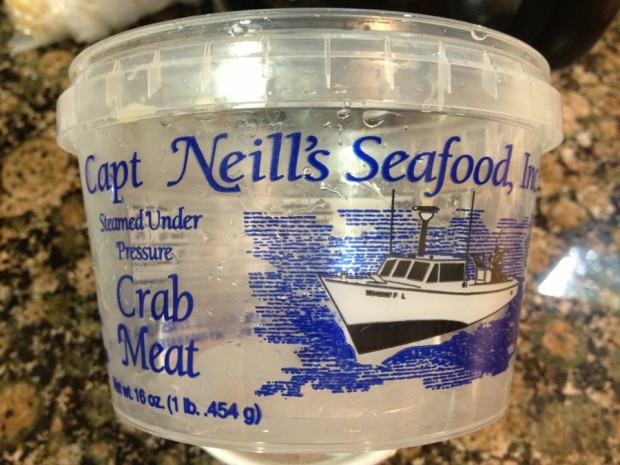 Capt Neill's Seafood, Inc.
Steamed Under
Pressure
Crab
Meat
Net wt. 16 oz. (1 lb. .454 g)